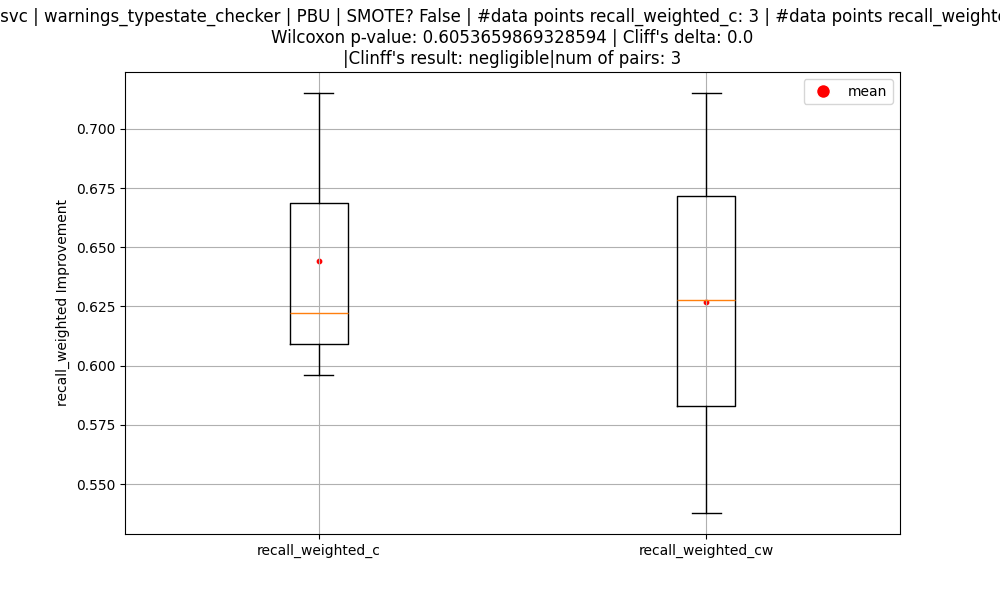 svc | warnings_typestate_checker | PBU | SMOTE? False | #data points recall_weighted_c: 3 | #data points
Wilcoxon p-value: 0.6053659869328594 | Cliff's delta: 0.0
|Clinff's result: negligible|num of pairs: 3
mean
0.700
0.675
0.650
0.625
0.600
0.575
0.550
recall_weighted Improvement
recall_weighted_c
recall_weighted_cw